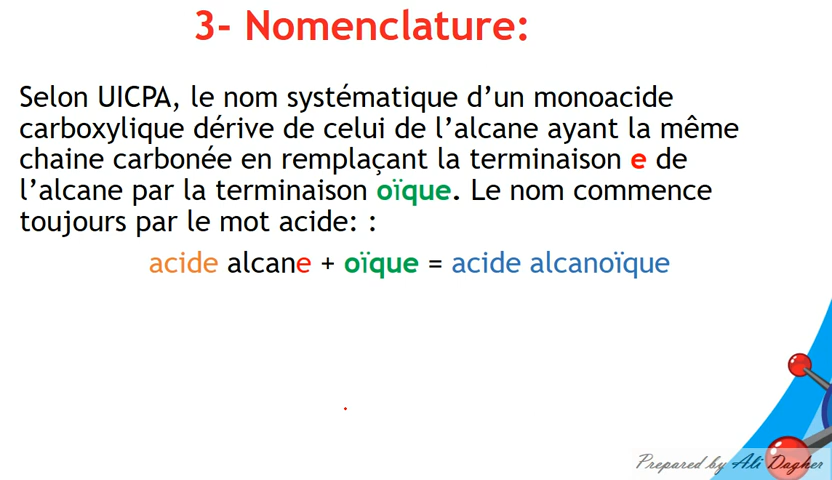 3- Nomenclature:
Selon UICPA, le nom systématique d’un monoacide
carboxylique dérive de celui de l’alcane ayant la même
chaine carbonée en remplaçant la terminaison e de
l’alcane par la terminaison oïque. Le nom commence
toujours par le mot acide: :
acide alcane + oïque = acide alcanoïque
Prepared by Ali Dagher